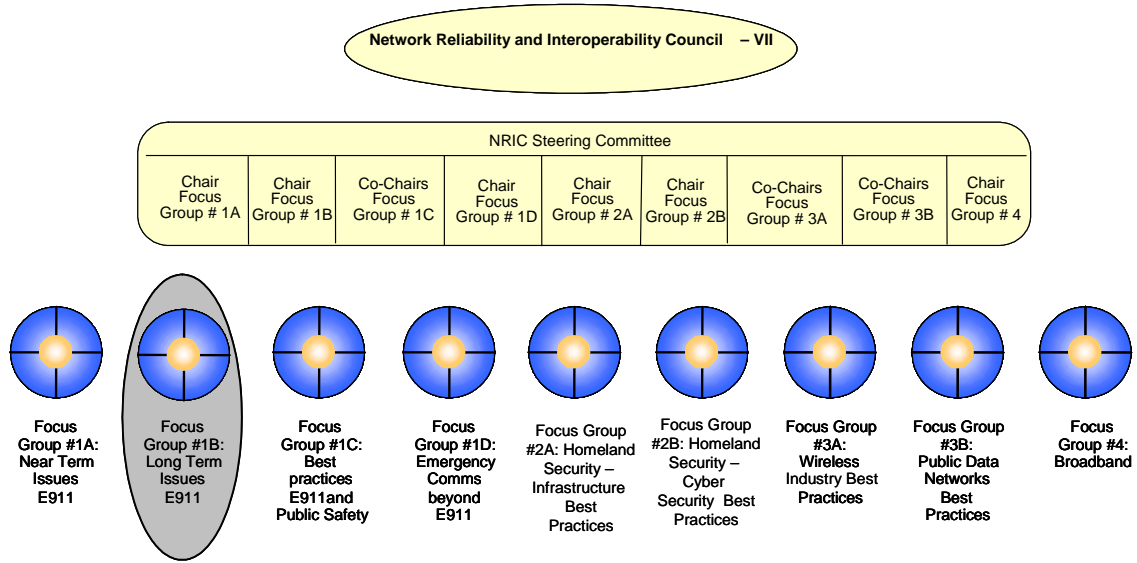 Network Reliability and Interoperability Council – VII
NRIC Steering Committee
Chair
Focus
Group # 1A
Chair
Focus
Group # 1B
Co-Chairs
Focus
Group # 1C
Chair
Focus
Group # 1D
Chair
Focus
Group # 2A
Chair
Focus
Group # 2B
Co-Chairs
Focus
Group # 3A
Co-Chairs
Focus
Group # 3B
Chair
Focus
Group # 4
Focus
Group #1A:
Near Term
Issues
E911
Focus
Group #1B:
Long Term
Issues
E911
Focus
Group #1C:
Best
practices
E911and
Public Safety
Focus
Group #1D:
Emergency
Comms
beyond
E911
Focus Group
#2A: Homeland
Security –
Infrastructure
Best
Practices
Focus Group
#2B: Homeland
Security –
Cyber
Security Best
Practices
Focus Group
#3A:
Wireless
Industry Best
Practices
Focus Group
#3B:
Public Data
Networks
Best
Practices
Focus
Group #4:
Broadband